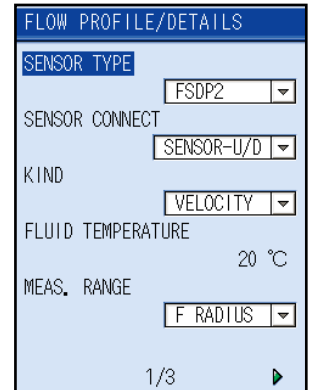 FLOW PROFILE/DETAILS
SENSOR TYPE
FSDP2
SENSOR CONNECT
SENSOR-U/D
KIND
VELOCITY
FLUID TEMPERATURE
20 ℃
MEAS. RANGE
F RADIUS
1/3